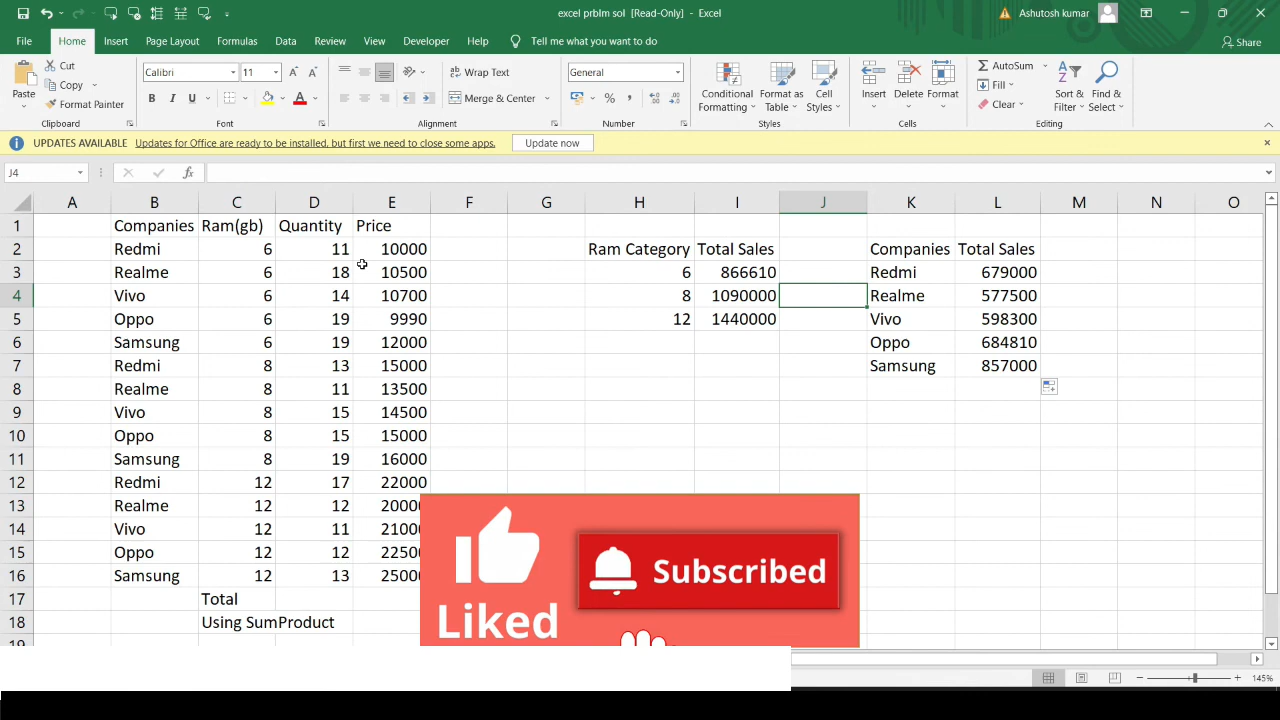 excel prblm sol [Read-Only] - Excel
Ashutosh kumar
File Home Insert Page Layout Formulas Data Review View Developer Help Tell me what you want to do Share
Paste
Cut
Copy
Format Painter
Clipboard
Calibri 11
B I U A
Font
Wrap Text
Merge & Center
Alignment
General
Number
Conditional Formatting
Format as Table
Cell Styles
Styles
Insert Delete Format
Cells
AutoSum
Fill
Clear
Sort & Filter
Find & Select
Editing
UPDATES AVAILABLE Updates for Office are ready to be installed, but first we need to close some apps. Update now
J4 fx
A B C D E F G H I J K L M N O
1 Companies Ram(gb) Quantity Price
2 Redmi 6 11 10000 Ram Category Total Sales Companies Total Sales
3 Realme 6 18 10500 6 866610 Redmi 679000
4 Vivo 6 14 10700 8 1090000 Realme 577500
5 Oppo 6 19 9990 12 1440000 Vivo 598300
6 Samsung 6 19 12000 Oppo 684810
7 Redmi 8 13 15000 Samsung 857000
8 Realme 8 11 13500
9 Vivo 8 15 14500
10 Oppo 8 15 15000
11 Samsung 8 19 16000
12 Redmi 12 17 22000
13 Realme 12 12 20000
14 Vivo 12 11 21000
15 Oppo 12 12 22500
16 Samsung 12 13 25000
17 Total
18 Using SumProduct
19
Liked
Subscribed
145%